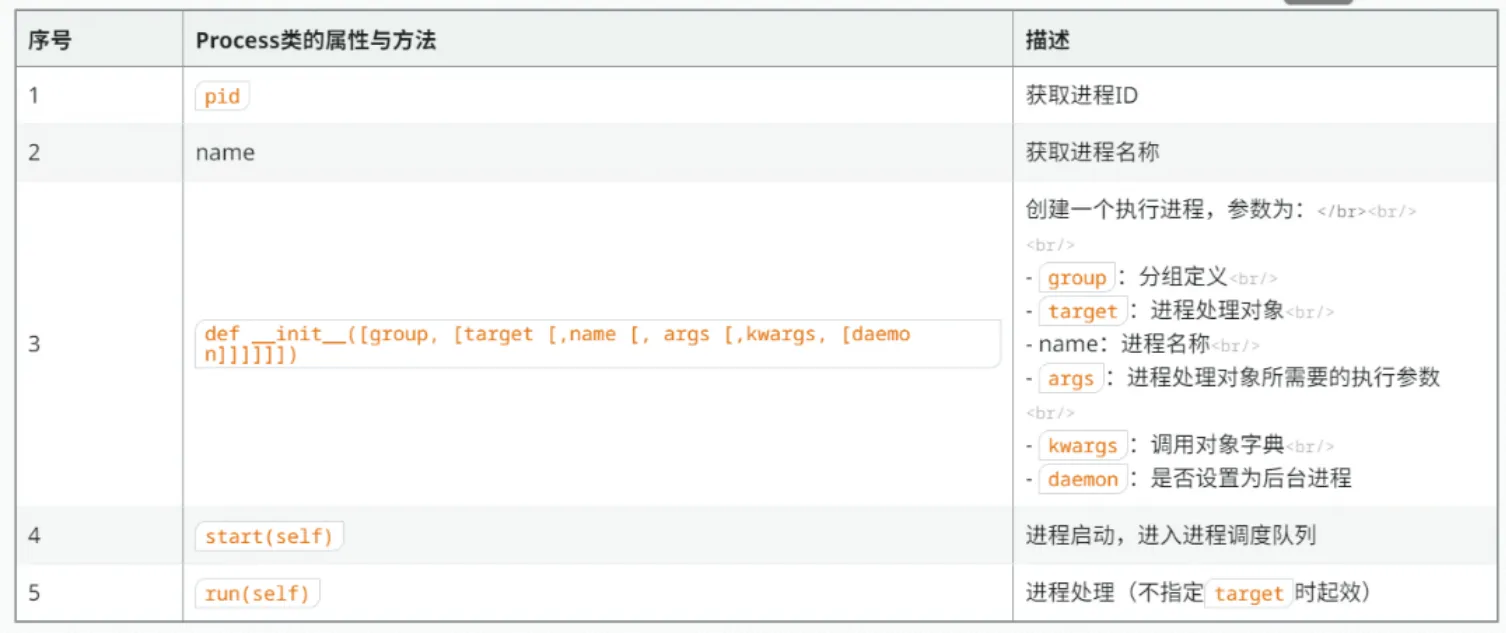 序号 Process类的属性与方法 描述
1 pid 获取进程ID
2 name 获取进程名称
3 def __init__([group, [target [,name [, args [,kwargs, [daemo
n]]]]]]) 创建一个执行进程，参数为：</br><br/>
<br/>
- group：分组定义<br/>
- target：进程处理对象<br/>
- name：进程名称<br/>
- args：进程处理对象所需要的执行参数
<br/>
- kwargs：调用对象字典<br/>
- daemon：是否设置为后台进程
4 start(self) 进程启动，进入进程调度队列
5 run(self) 进程处理（不指定target时起效）